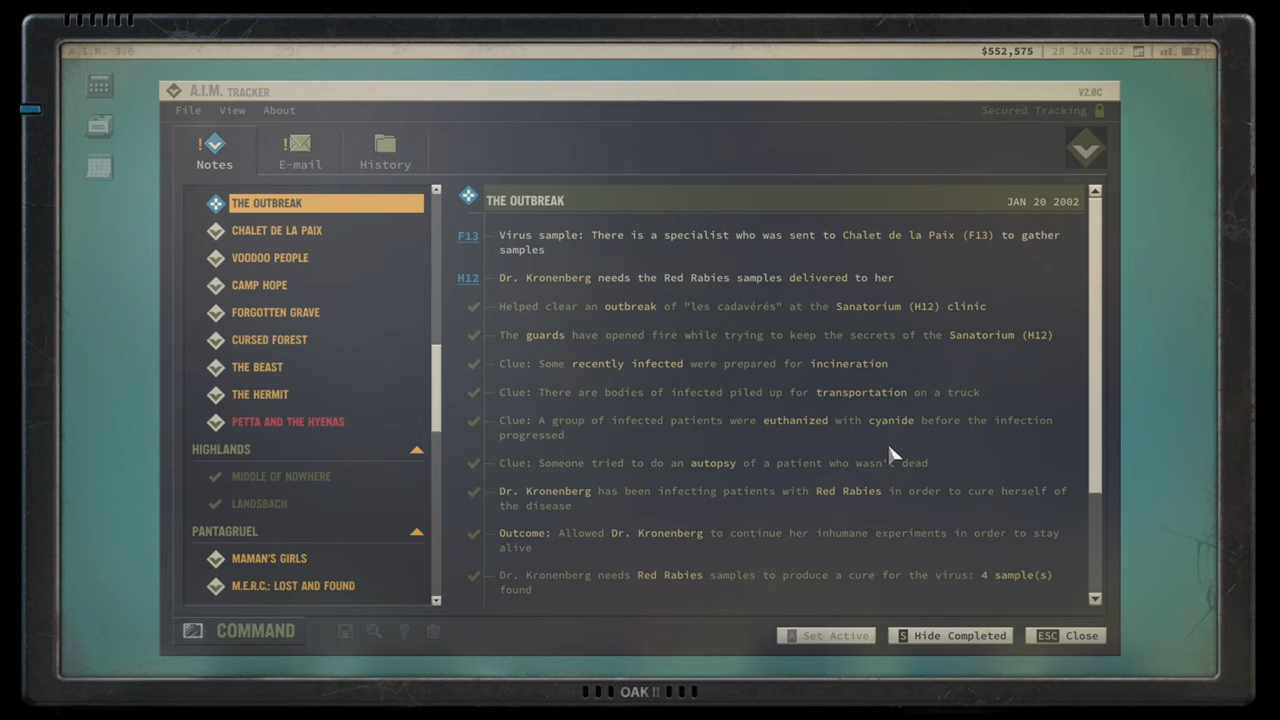 A.I.M. 3.0
$552,575 | 28 JAN 2002
A.I.M. TRACKER
V2.0C
File View About
Secured Tracking
! Notes
! E-mail
History
THE OUTBREAK
CHALET DE LA PAIX
VOODOO PEOPLE
CAMP HOPE
FORGOTTEN GRAVE
CURSED FOREST
THE BEAST
THE HERMIT
PETTA AND THE HYENAS
HIGHLANDS
MIDDLE OF NOWHERE
LANDSBACH
PANTAGRUEL
MAMAN'S GIRLS
M.E.R.C.: LOST AND FOUND
THE OUTBREAK
JAN 20 2002
F13 Virus sample: There is a specialist who was sent to Chalet de la Paix (F13) to gather
samples
H12 Dr. Kronenberg needs the Red Rabies samples delivered to her
Helped clear an outbreak of "les cadavérés" at the Sanatorium (H12) clinic
The guards have opened fire while trying to keep the secrets of the Sanatorium (H12)
Clue: Some recently infected were prepared for incineration
Clue: There are bodies of infected piled up for transportation on a truck
Clue: A group of infected patients were euthanized with cyanide before the infection
progressed
Clue: Someone tried to do an autopsy of a patient who wasn't dead
Dr. Kronenberg has been infecting patients with Red Rabies in order to cure herself of
the disease
Outcome: Allowed Dr. Kronenberg to continue her inhumane experiments in order to stay
alive
Dr. Kronenberg needs Red Rabies samples to produce a cure for the virus: 4 sample(s)
found
COMMAND
A Set Active
S Hide Completed
ESC Close
OAK II